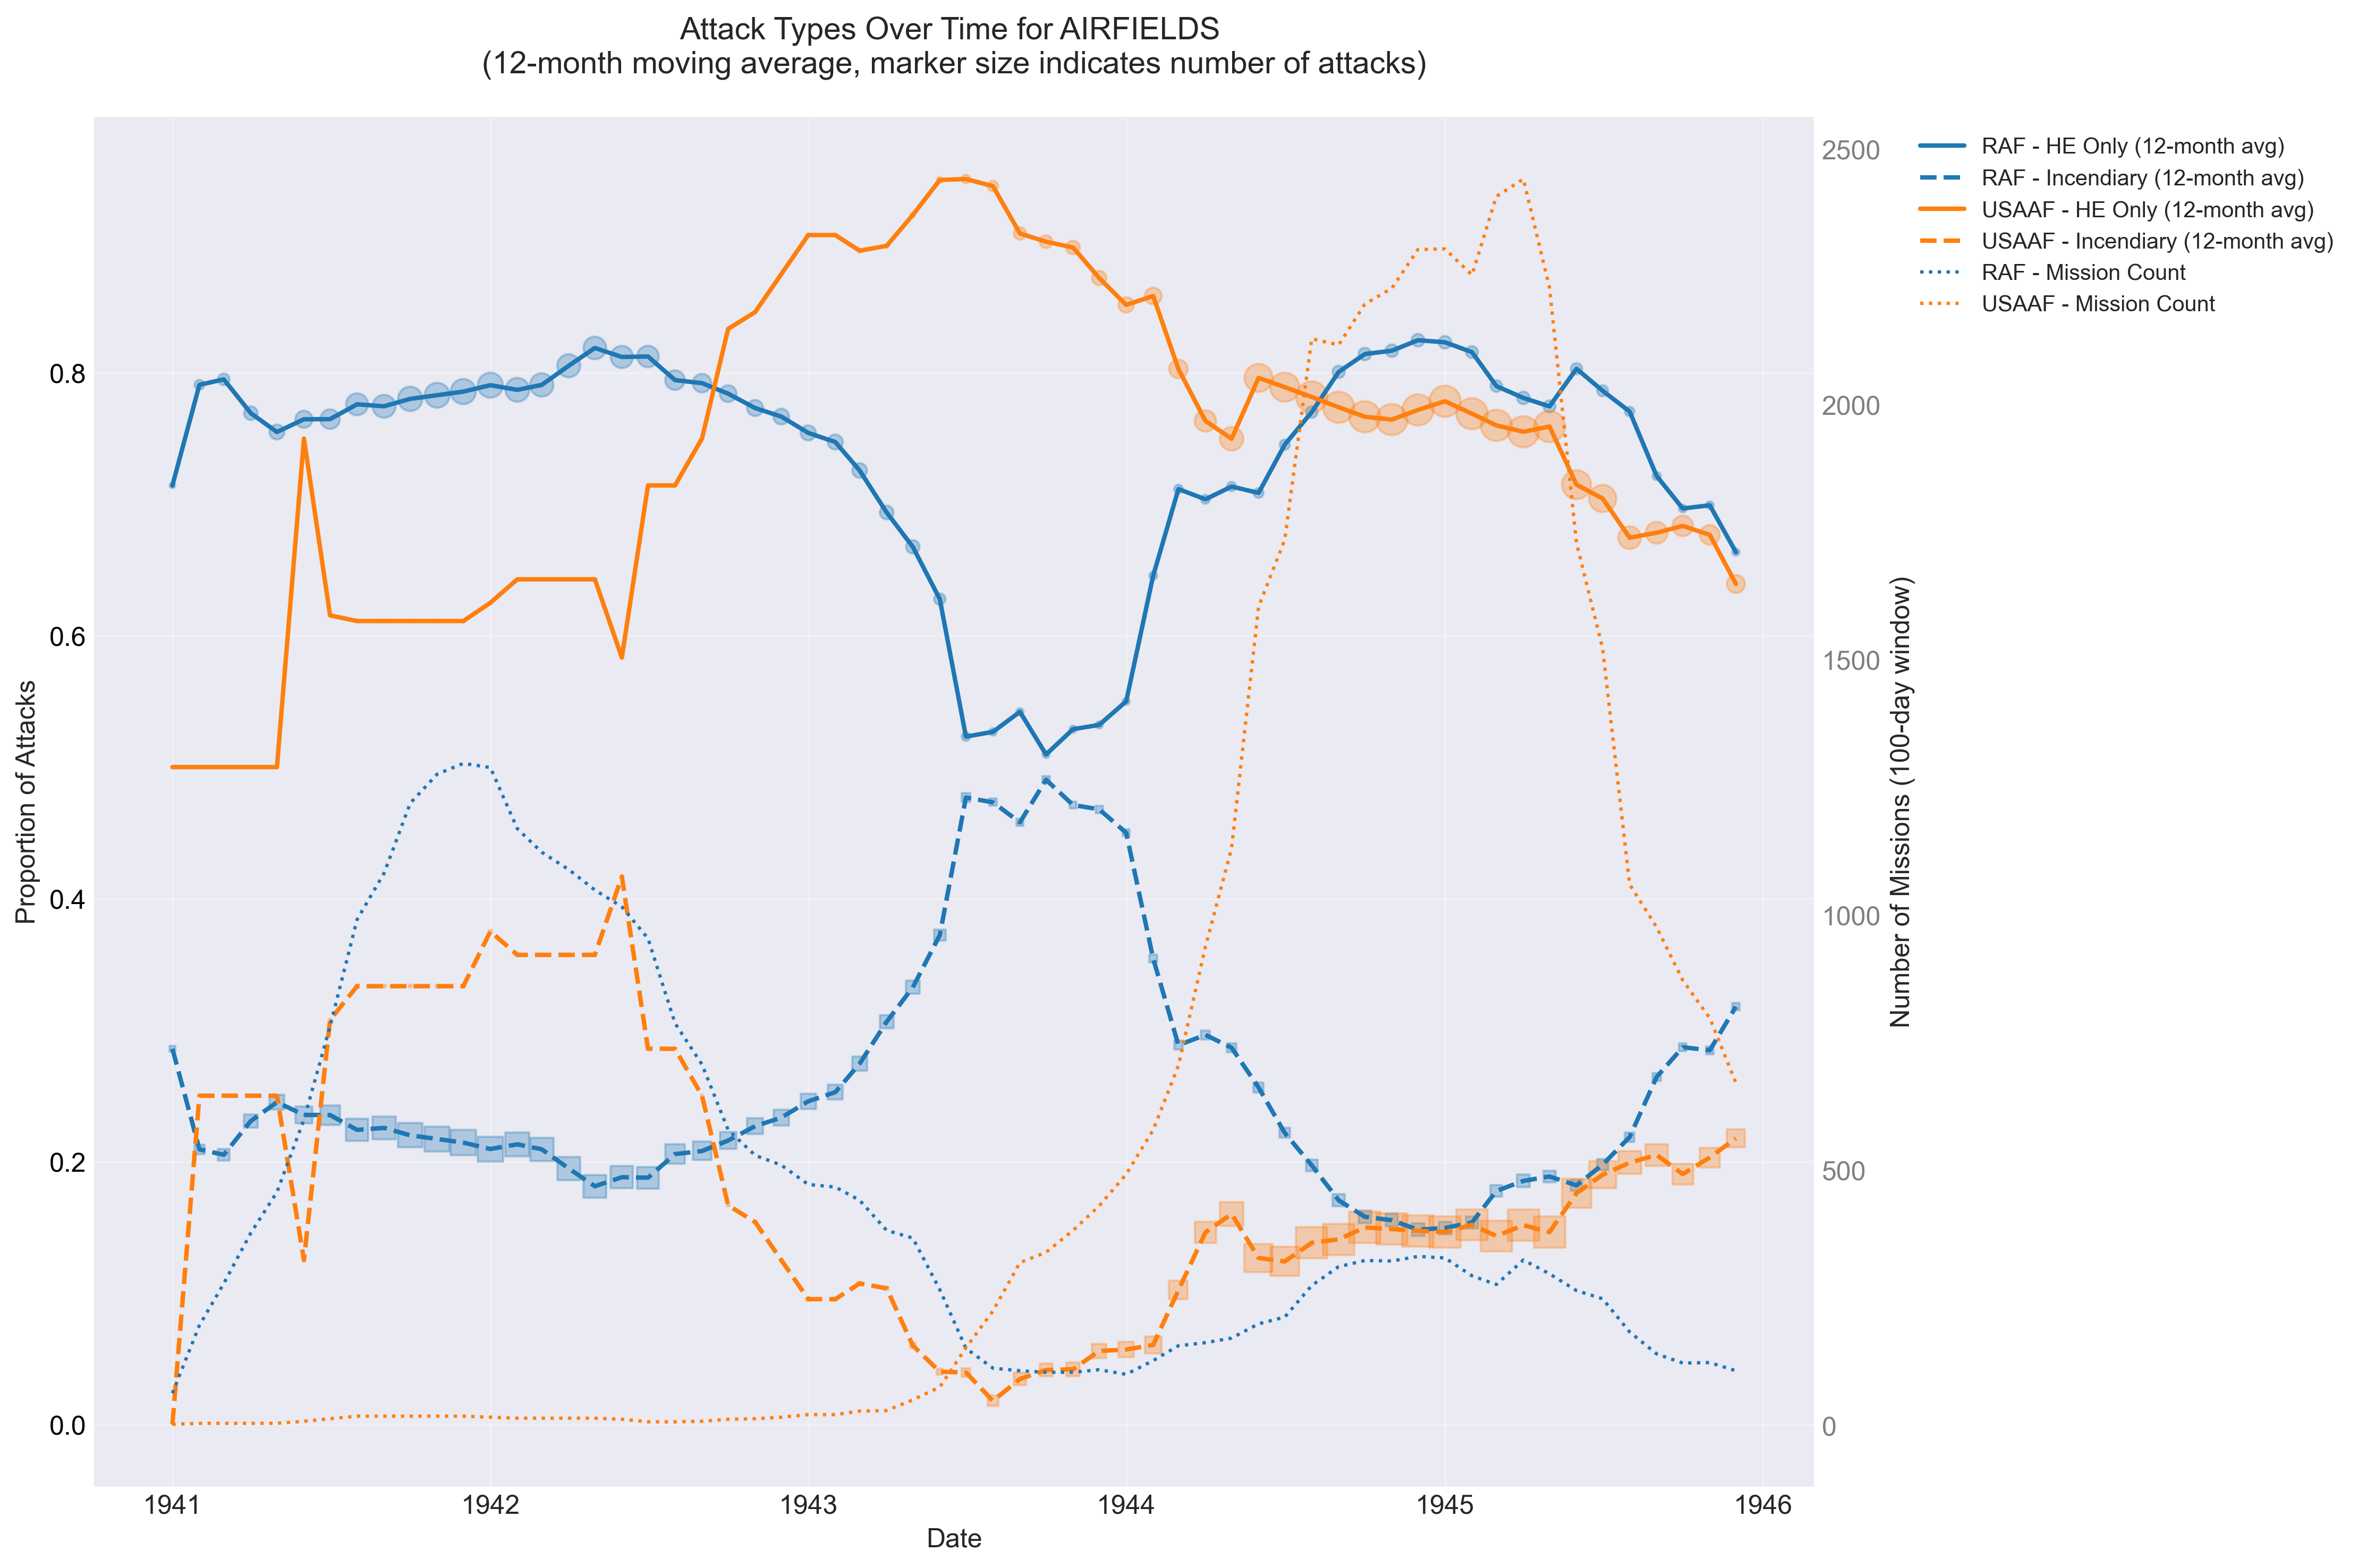 Attack Types Over Time for AIRFIELDS
(12-month moving average, marker size indicates number of attacks)
RAF - HE Only (12-month avg)
RAF - Incendiary (12-month avg)
USAAF - HE Only (12-month avg)
USAAF - Incendiary (12-month avg)
RAF - Mission Count
USAAF - Mission Count
Proportion of Attacks
0.8
0.6
0.4
0.2
0.0
2500
2000
1500
1000
500
0
Number of Missions (100-day window)
1941
1942
1943
1944
1945
1946
Date